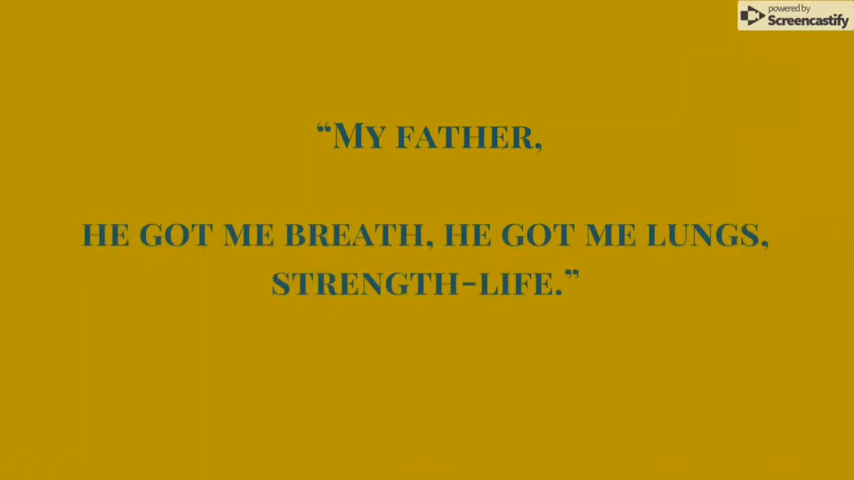 powered by
Screencastify
“My father,
he got me breath, he got me lungs,
strength-life.”